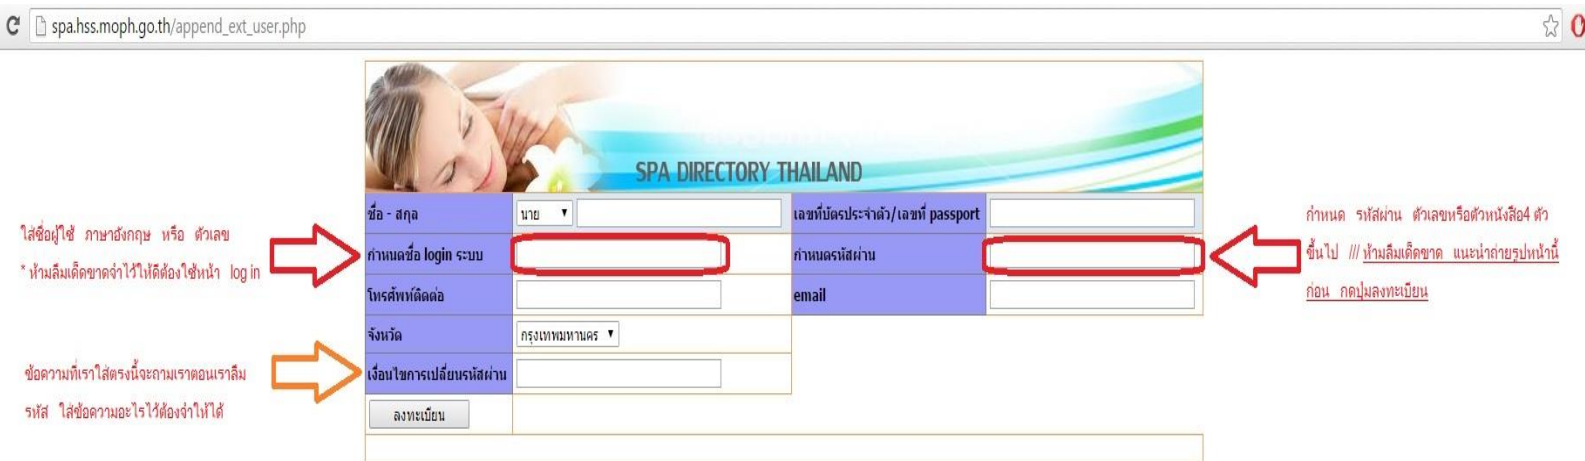 spa.hss.moph.go.th/append_ext_user.php
SPA DIRECTORY THAILAND
ชื่อ - สกุล
นาย
เลขที่บัตรประจำตัว/เลขที่ passport
กำหนดชื่อ login ระบบ
กำหนดรหัสผ่าน
โทรศัพท์ติดต่อ
email
จังหวัด
กรุงเทพมหานคร
เงื่อนไขการเปลี่ยนรหัสผ่าน
ลงทะเบียน
ใส่ชื่อผู้ใช้ ภาษาอังกฤษ หรือ ตัวเลข
* ห้ามลืมเด็ดขาดจำไว้ให้ดีต้องใช้หน้า log in
ข้อความที่เราใส่ตรงนี้จะถามเราตอนเราลืม
รหัส ใส่ข้อความอะไรไว้ต้องจำให้ได้
กำหนด รหัสผ่าน ตัวเลขหรือตัวหนังสือ4 ตัว
ขึ้นไป /// ห้ามลืมเด็ดขาด แนะนำถ่ายรูปหน้านี้
ก่อน กดปุ่มลงทะเบียน